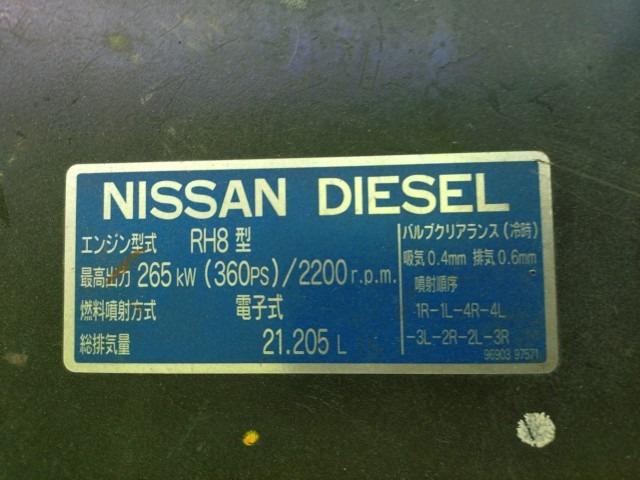 NISSAN DIESEL
エンジン型式 RH8 型
最高出力 265 kW (360PS)/2200 r.p.m.
燃料噴射方式 電子式
総排気量 21.205 L
バルブクリアランス(冷時)
吸気 0.4mm 排気 0.6mm
噴射順序
1R-1L-4R-4L
-3L-2R-2L-3R
96903 97571